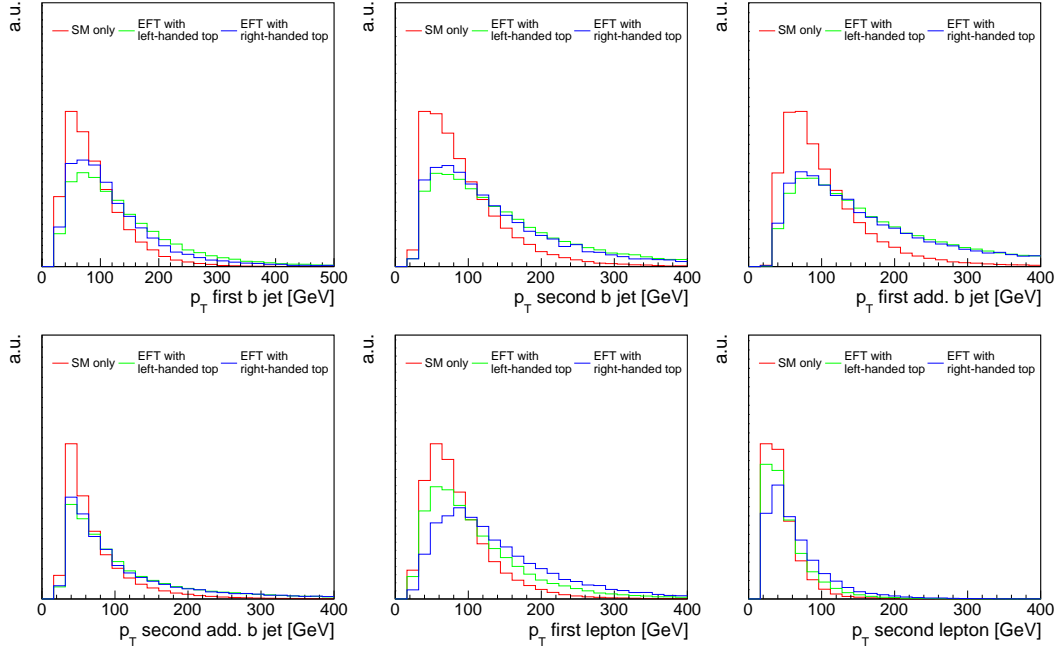 a.u.
SM only
EFT with
left-handed top
EFT with
right-handed top
0 100 200 300 400 500
p_T first b jet [GeV]
a.u.
SM only
EFT with
left-handed top
EFT with
right-handed top
0 100 200 300 400
p_T second b jet [GeV]
a.u.
SM only
EFT with
left-handed top
EFT with
right-handed top
0 100 200 300 400
p_T first add. b jet [GeV]
a.u.
SM only
EFT with
left-handed top
EFT with
right-handed top
0 100 200 300 400
p_T second add. b jet [GeV]
a.u.
SM only
EFT with
left-handed top
EFT with
right-handed top
0 100 200 300 400
p_T first lepton [GeV]
a.u.
SM only
EFT with
left-handed top
EFT with
right-handed top
0 100 200 300 400
p_T second lepton [GeV]